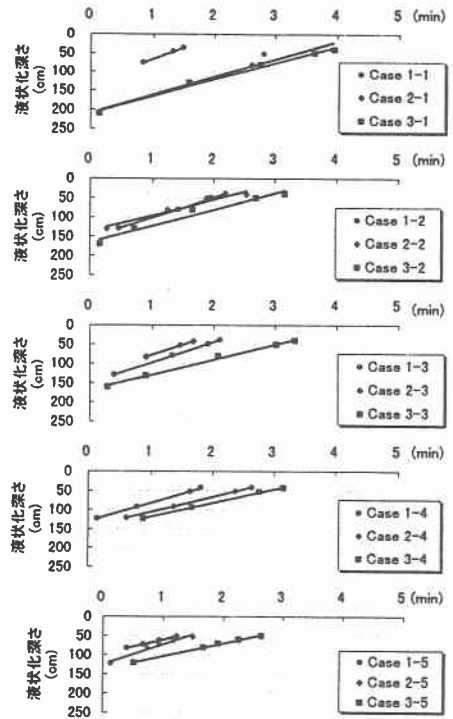 0 1 2 3 4 5 (min)
液状化深さ
(cm)
0
50
100
150
200
250
Case 1-1
Case 2-1
Case 3-1
0 1 2 3 4 5 (min)
液状化深さ
(cm)
0
50
100
150
200
250
Case 1-2
Case 2-2
Case 3-2
0 1 2 3 4 5 (min)
液状化深さ
(cm)
0
50
100
150
200
250
Case 1-3
Case 2-3
Case 3-3
0 1 2 3 4 5 (min)
液状化深さ
(cm)
0
50
100
150
200
250
Case 1-4
Case 2-4
Case 3-4
0 1 2 3 4 5 (min)
液状化深さ
(cm)
0
50
100
150
200
250
Case 1-5
Case 2-5
Case 3-5